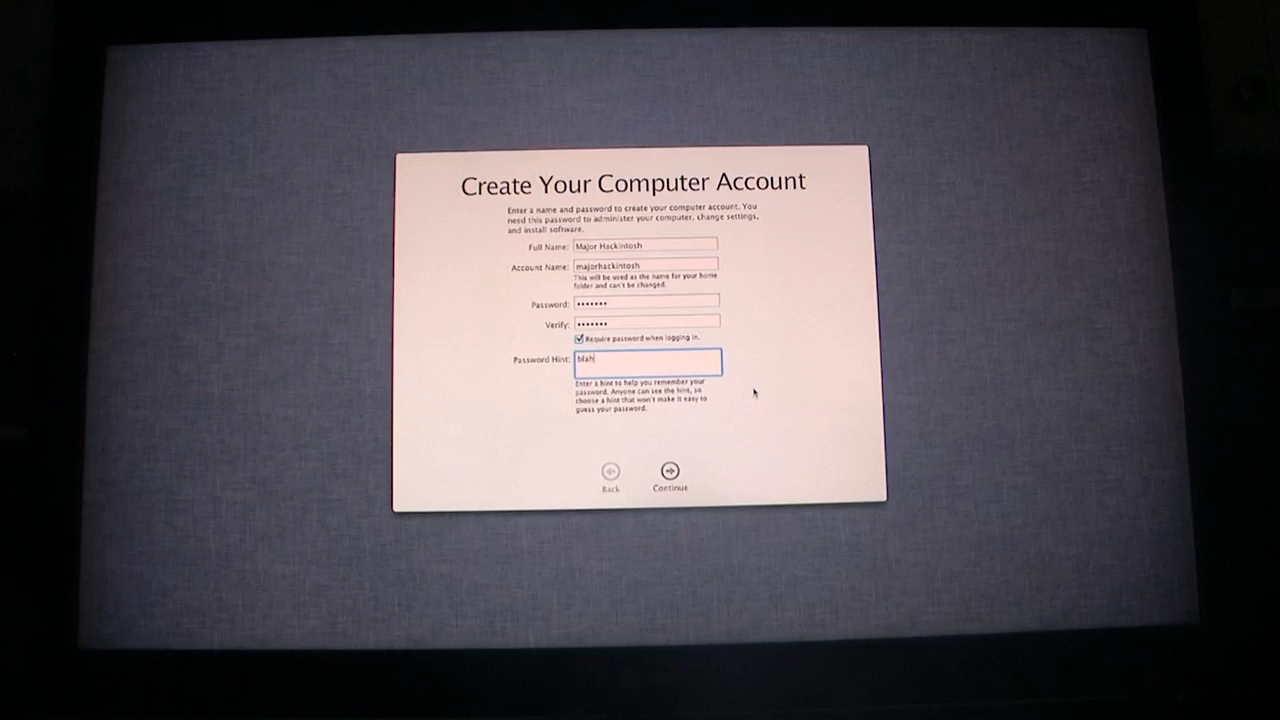 Create Your Computer Account
Enter a name and password to create your computer account. You
need this password to administer your computer, change settings,
and install software.
Full Name: Major Hackintosh
Account Name: majorhackintosh
This will be used as the name for your home
folder and can't be changed.
Password: •••••••
Verify: •••••••
Require password when logging in.
Password Hint: blah
Enter a hint to help you remember your
password. Anyone can see the hint, so
choose a hint that won't make it easy to
guess your password.
Back Continue